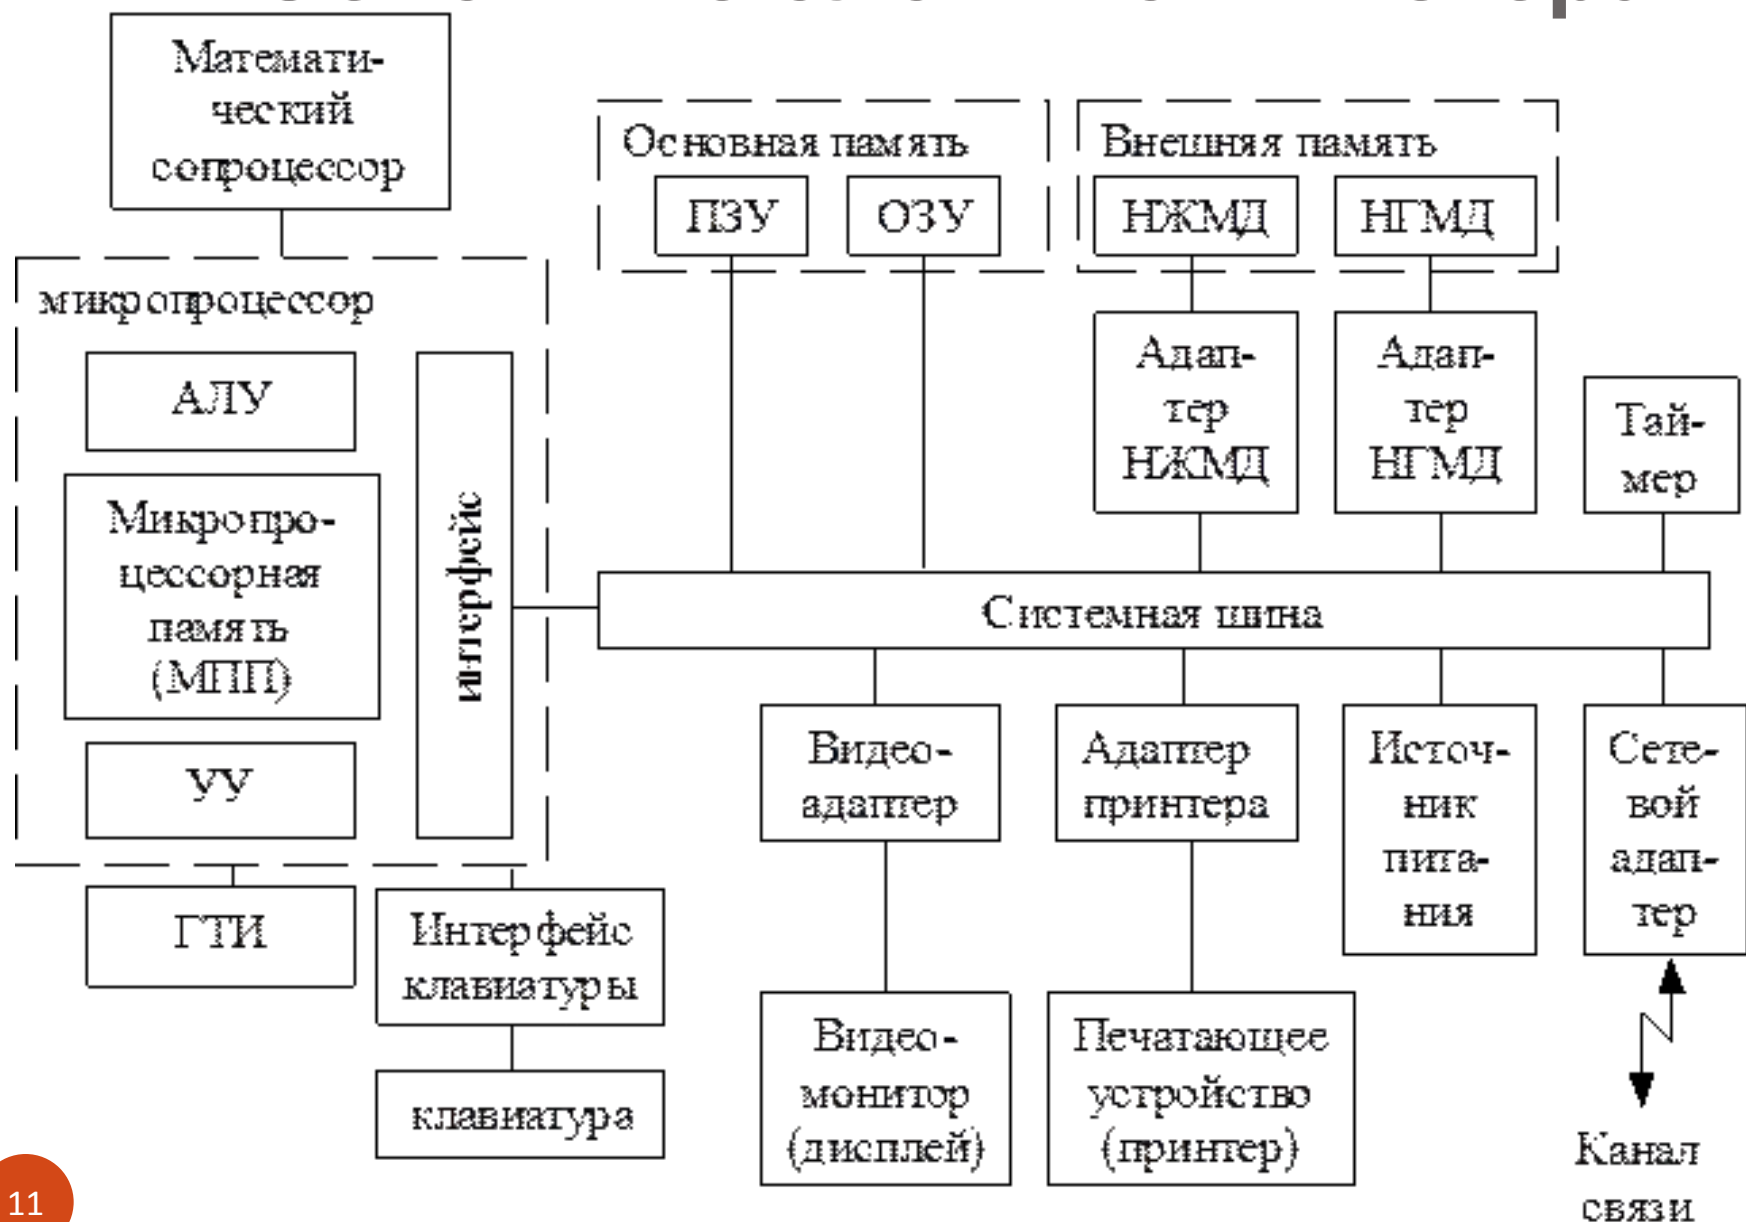 Математи-
ческий
сопроцессор
Основная память
ПЗУ
ОЗУ
Внешняя память
НЖМД
НГМД
микропроцессор
АЛУ
Микропро-
цессорная
память
(МПП)
УУ
интерфейс
Адап-
тер
НЖМД
Адап-
тер
НГМД
Тай-
мер
Системная шина
ГТИ
Интерфейс
клавиатуры
клавиатура
Видео-
адаптер
Адаптер
принтера
Источ-
ник
пита-
ния
Сете-
вой
адап-
тер
Видео-
монитор
(дисплей)
Печатающее
устройство
(принтер)
Канал
связи
11